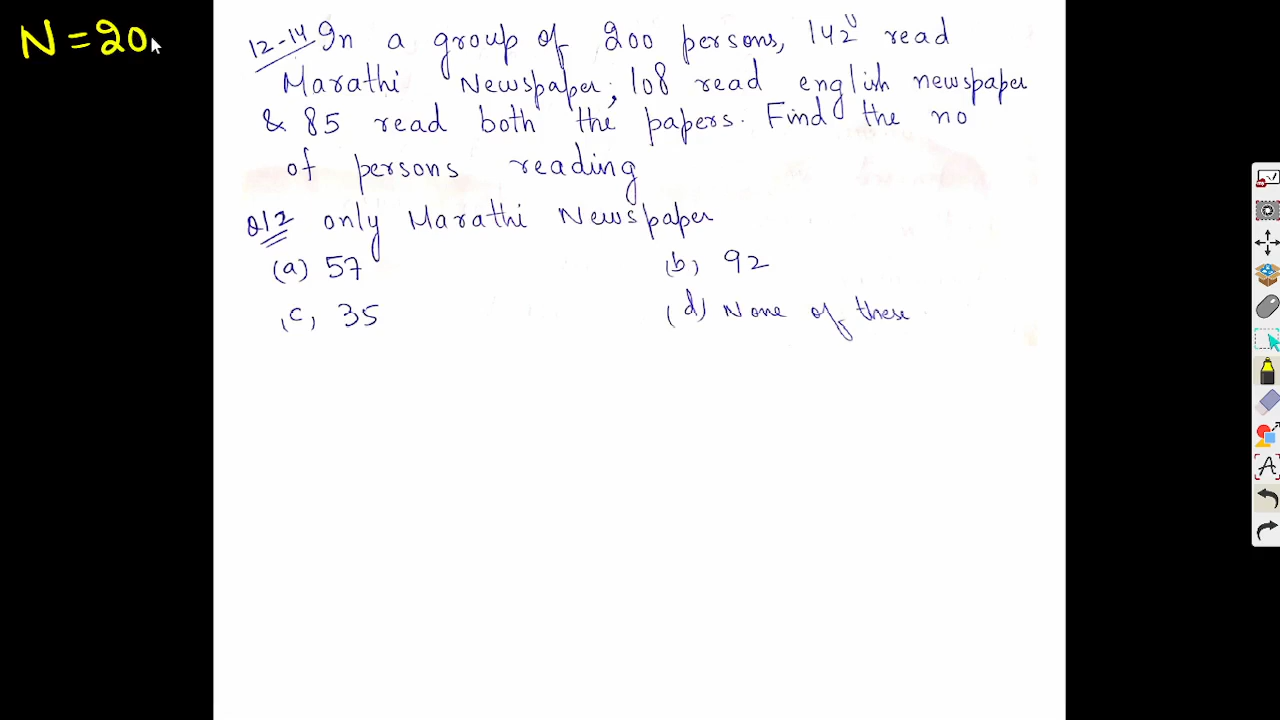 N = 20
12-14 In a group of 200 persons, 142 read
Marathi Newspaper, 108 read english newspaper
& 85 read both the papers. Find the no
of persons reading
Q12 only Marathi Newspaper
(a) 57
(b) 92
(c) 35
(d) None of these